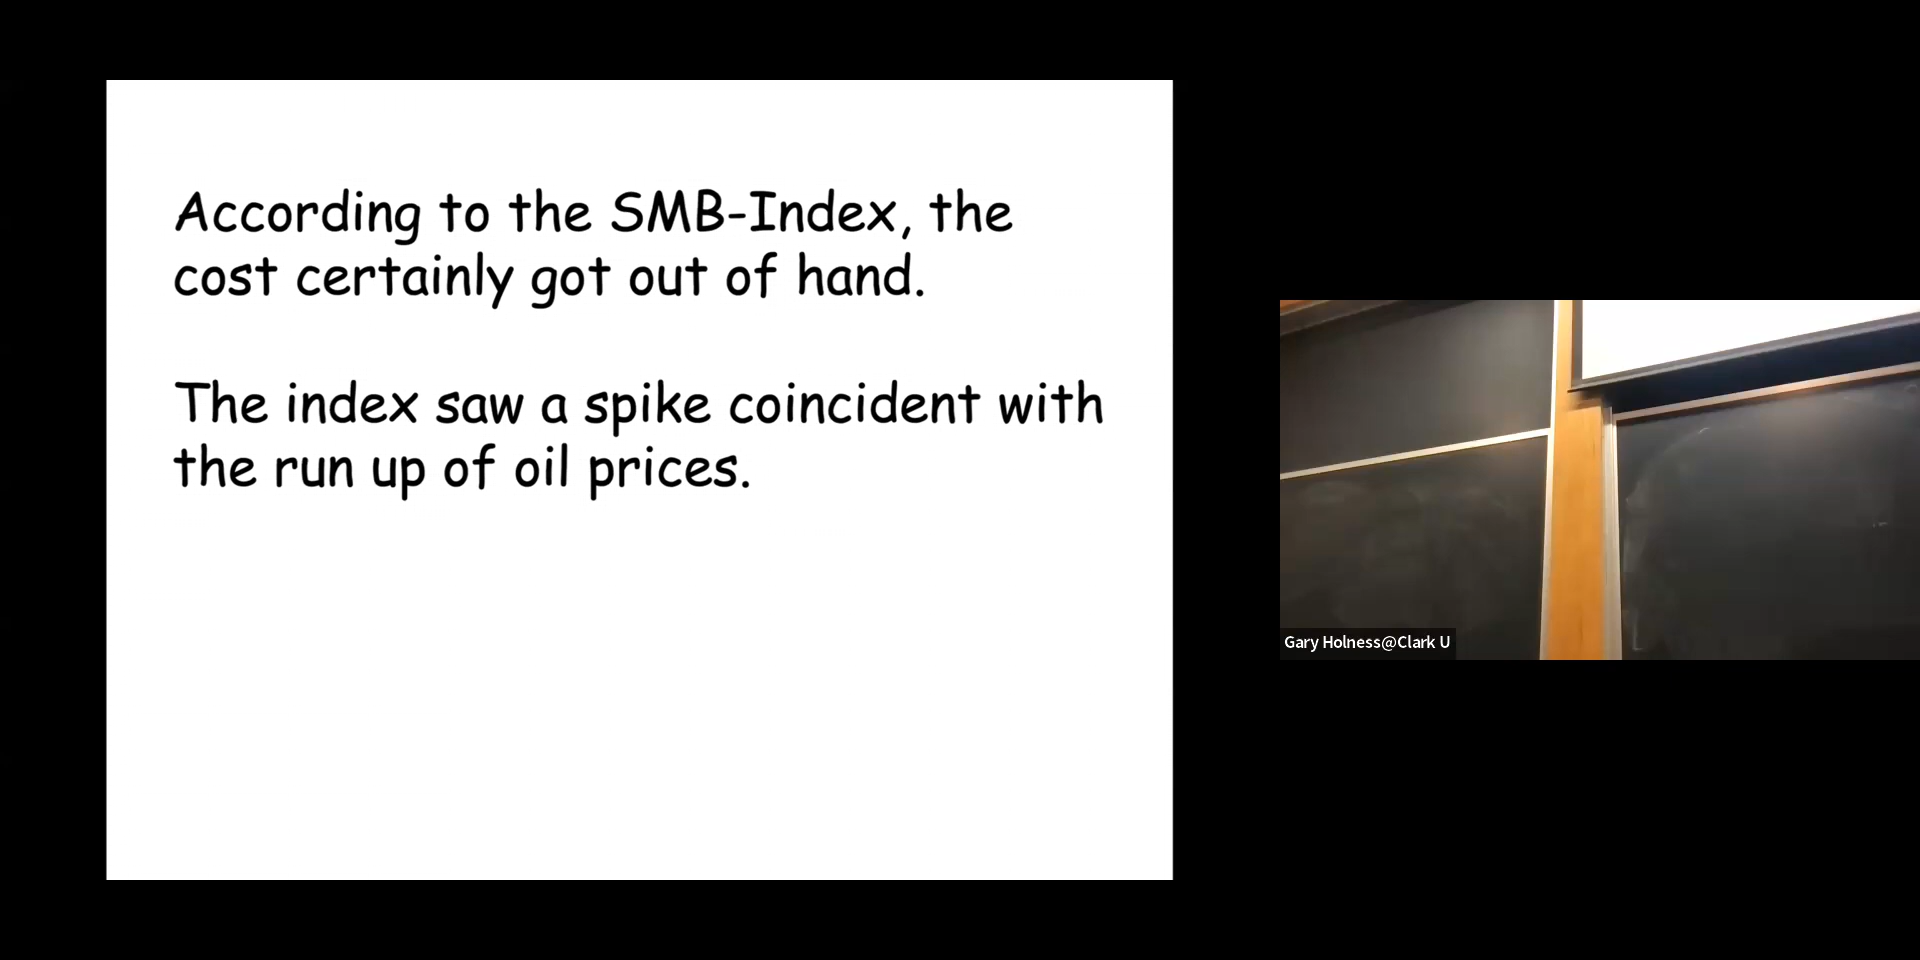 According to the SMB-Index, the
cost certainly got out of hand.
The index saw a spike coincident with
the run up of oil prices.
Gary Holness@Clark U